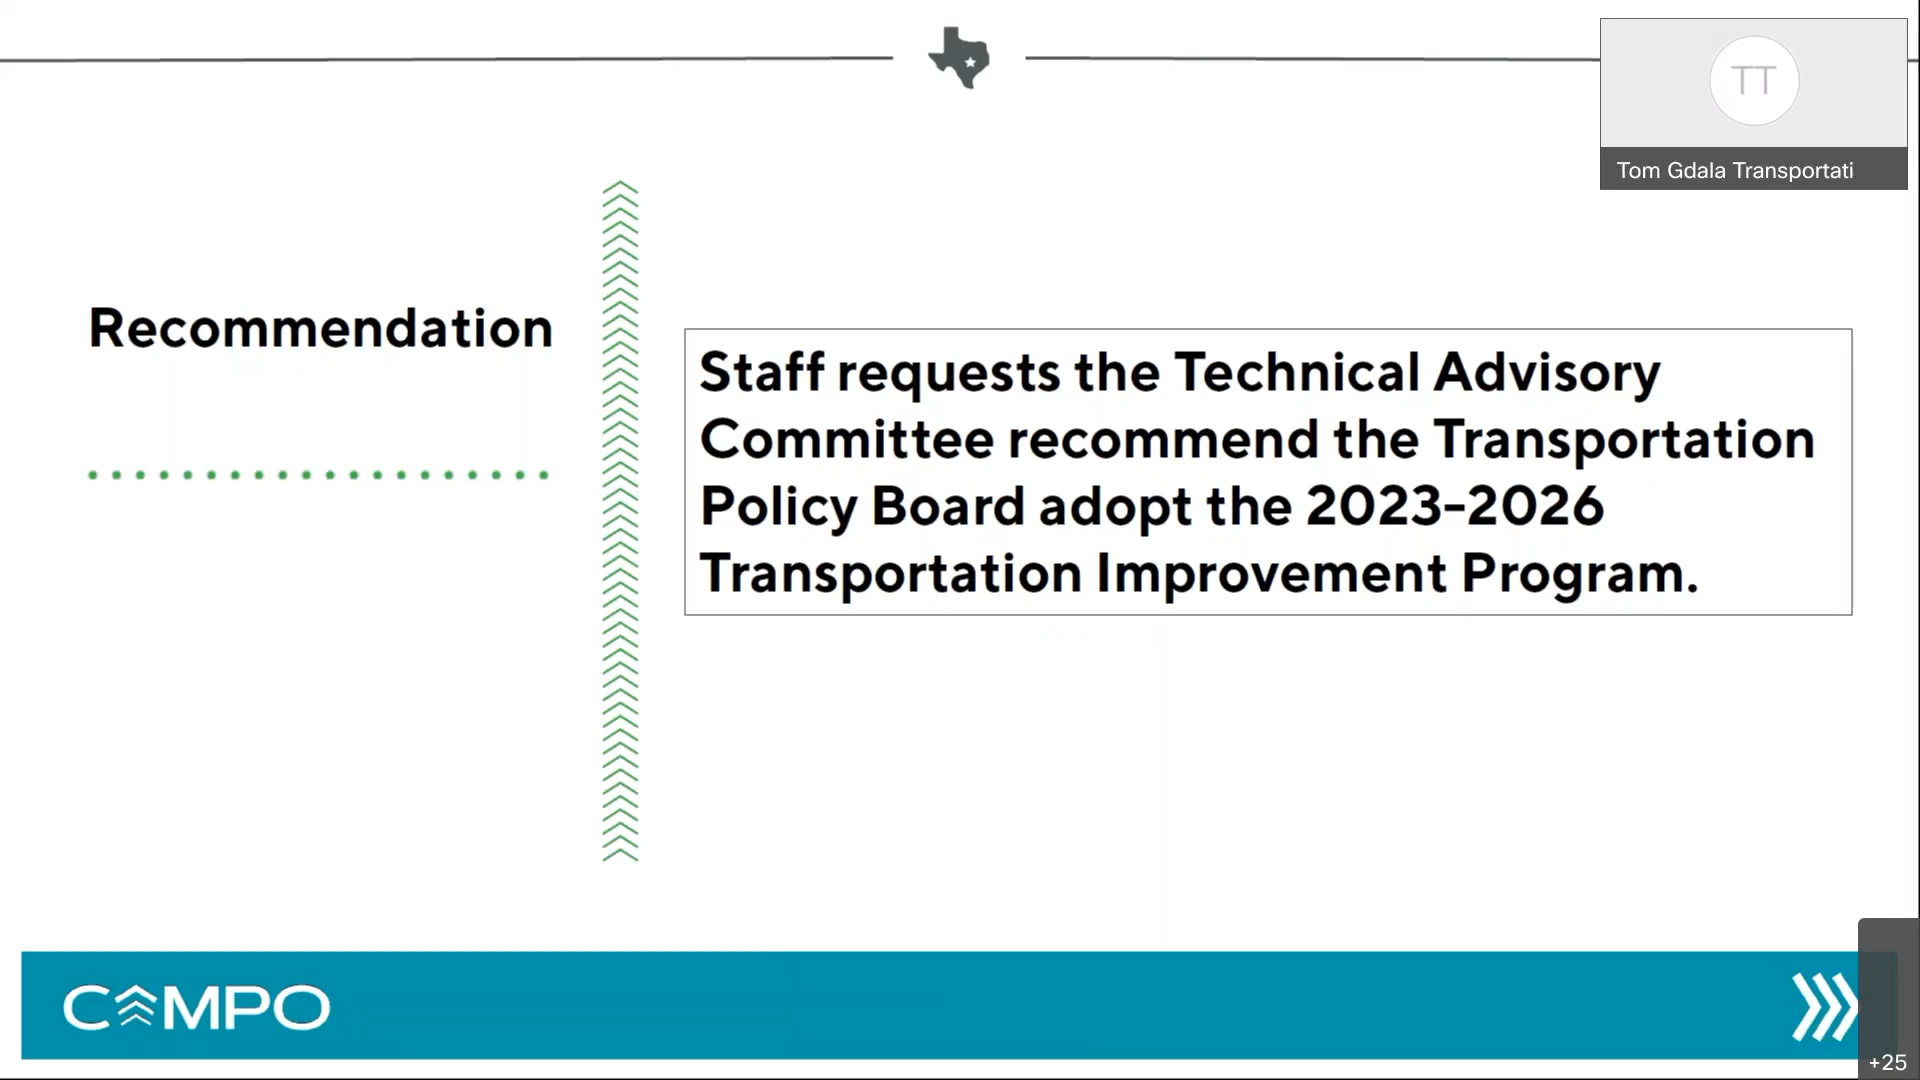 TT
Tom Gdala Transportati
Recommendation
Staff requests the Technical Advisory
Committee recommend the Transportation
Policy Board adopt the 2023-2026
Transportation Improvement Program.
CAMPO
+25